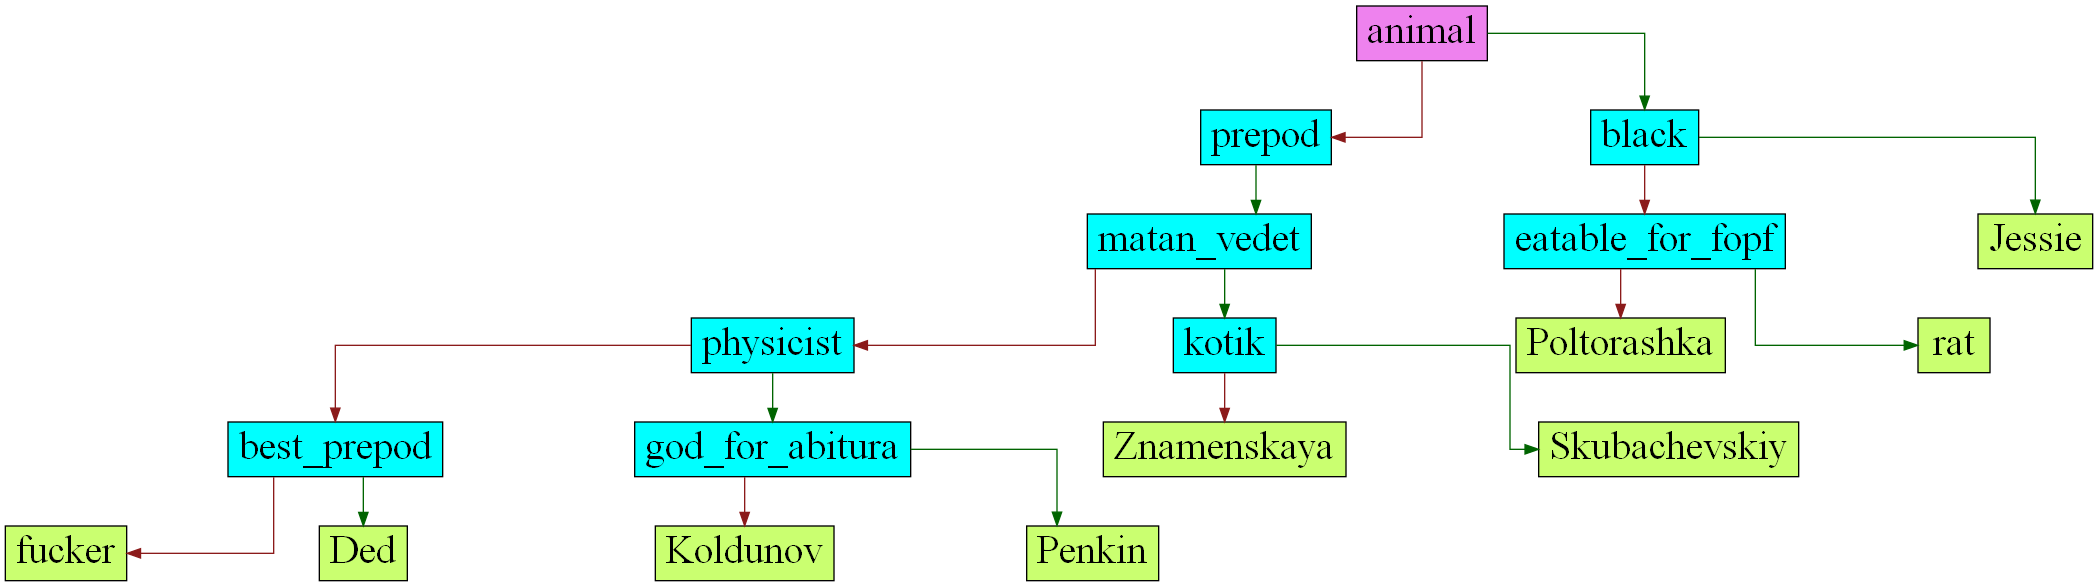 animal
prepod
black
matan_vedet
eatable_for_fopf
Jessie
physicist
kotik
Poltorashka
rat
best_prepod
god_for_abitura
Znamenskaya
Skubachevskiy
fucker
Ded
Koldunov
Penkin